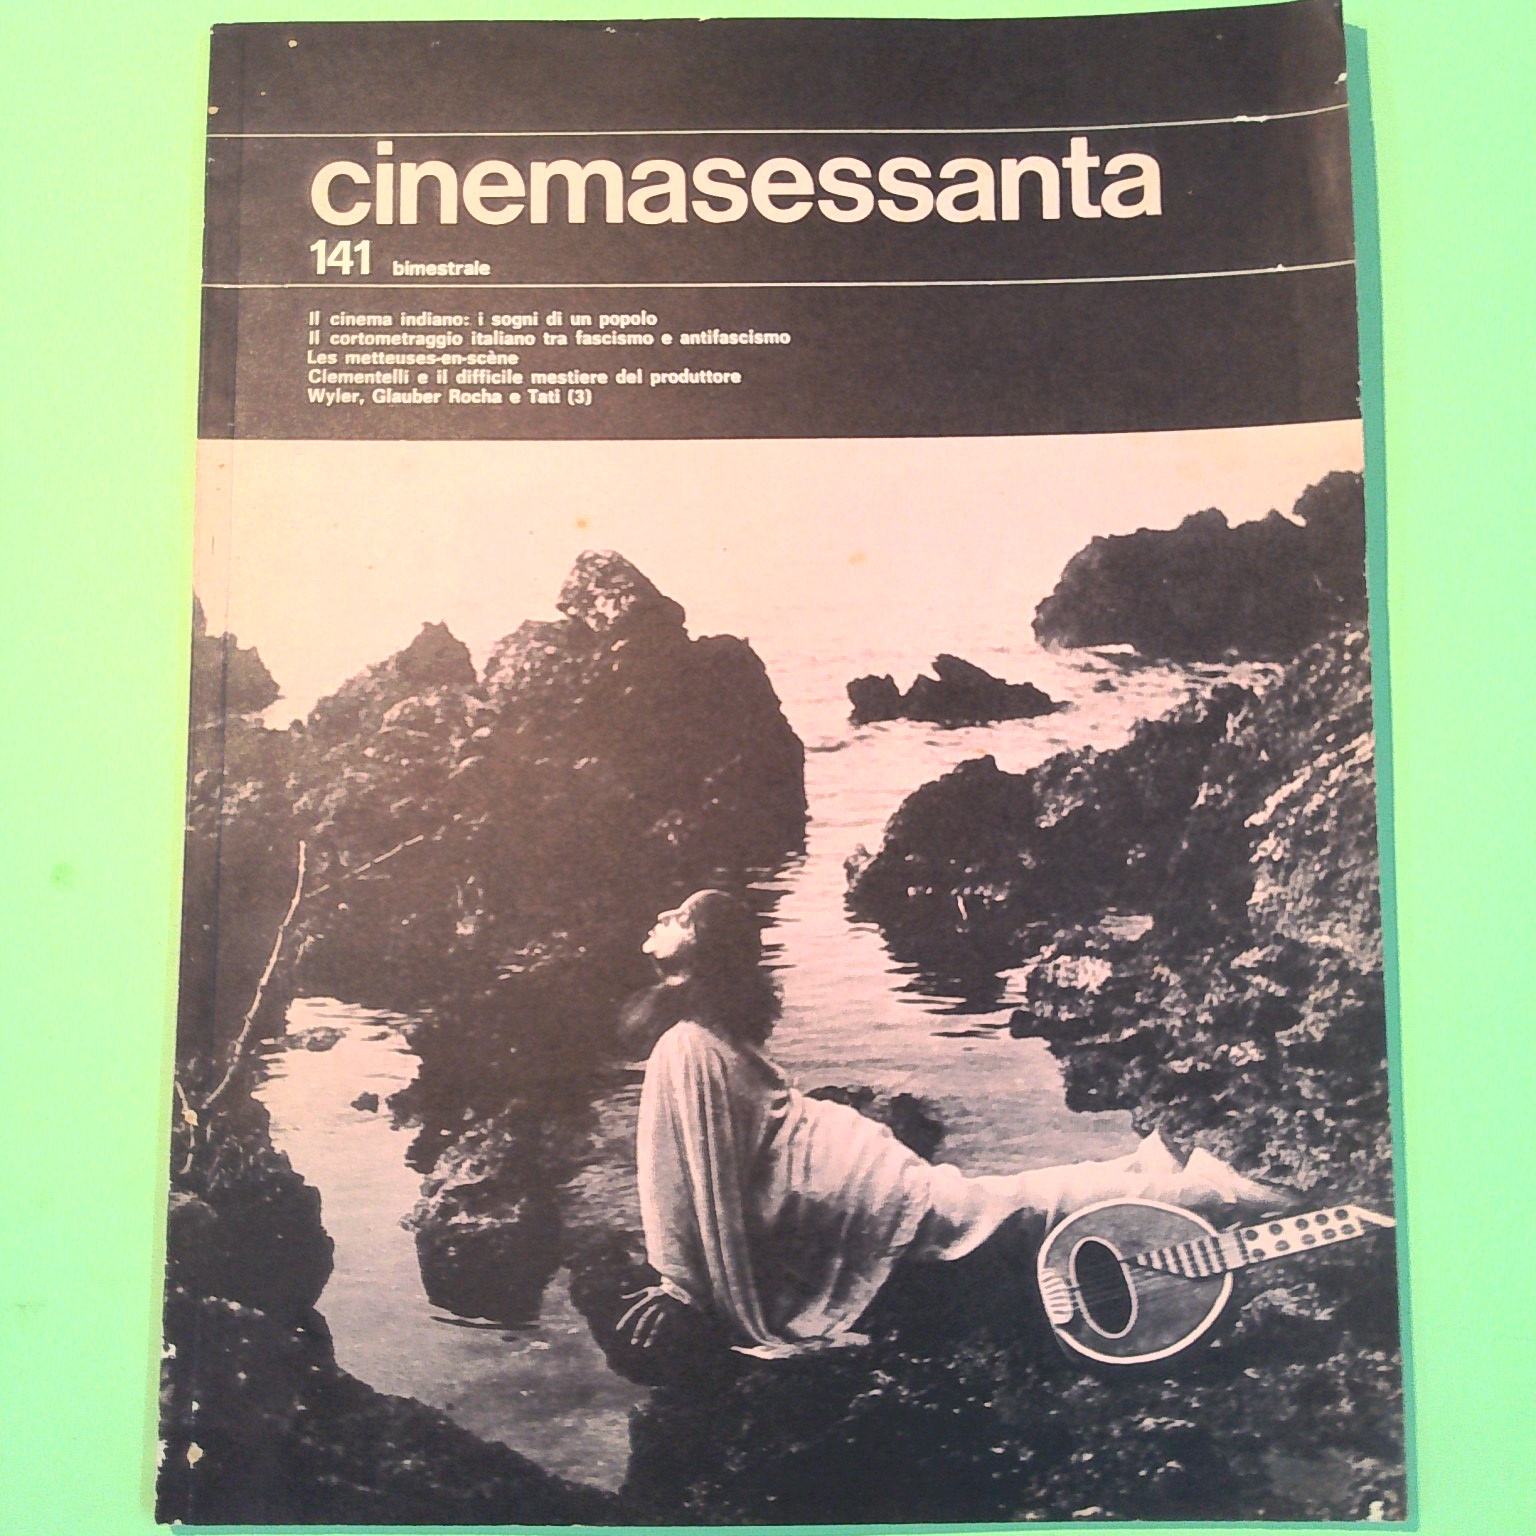 cinemasessanta
141 bimestrale
Il cinema indiano: i sogni di un popolo
Il cortometraggio italiano tra fascismo e antifascismo
Les metteuses-en-scène
Clementelli e il difficile mestiere del produttore
Wyler, Glauber Rocha e Tati (3)